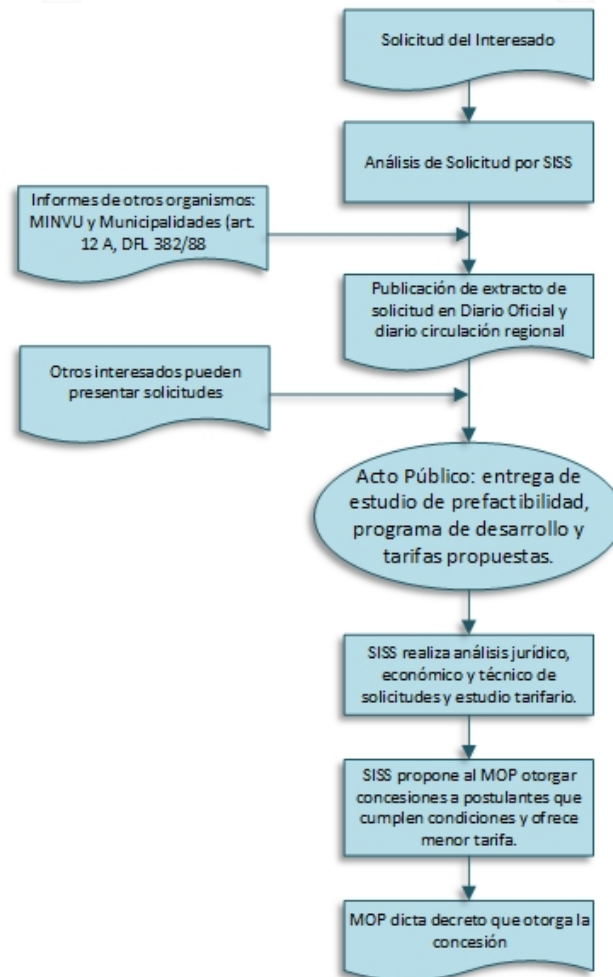 Solicitud del Interesado
Análisis de Solicitud por SISS
Informes de otros organismos:
MINVU y Municipalidades (art.
12 A, DFL 382/88
Publicación de extracto de
solicitud en Diario Oficial y
diario circulación regional
Otros interesados pueden
presentar solicitudes
Acto Público: entrega de
estudio de prefactibilidad,
programa de desarrollo y
tarifas propuestas.
SISS realiza análisis jurídico,
económico y técnico de
solicitudes y estudio tarifario.
SISS propone al MOP otorgar
concesiones a postulantes que
cumplen condiciones y ofrece
menor tarifa.
MOP dicta decreto que otorga la
concesión